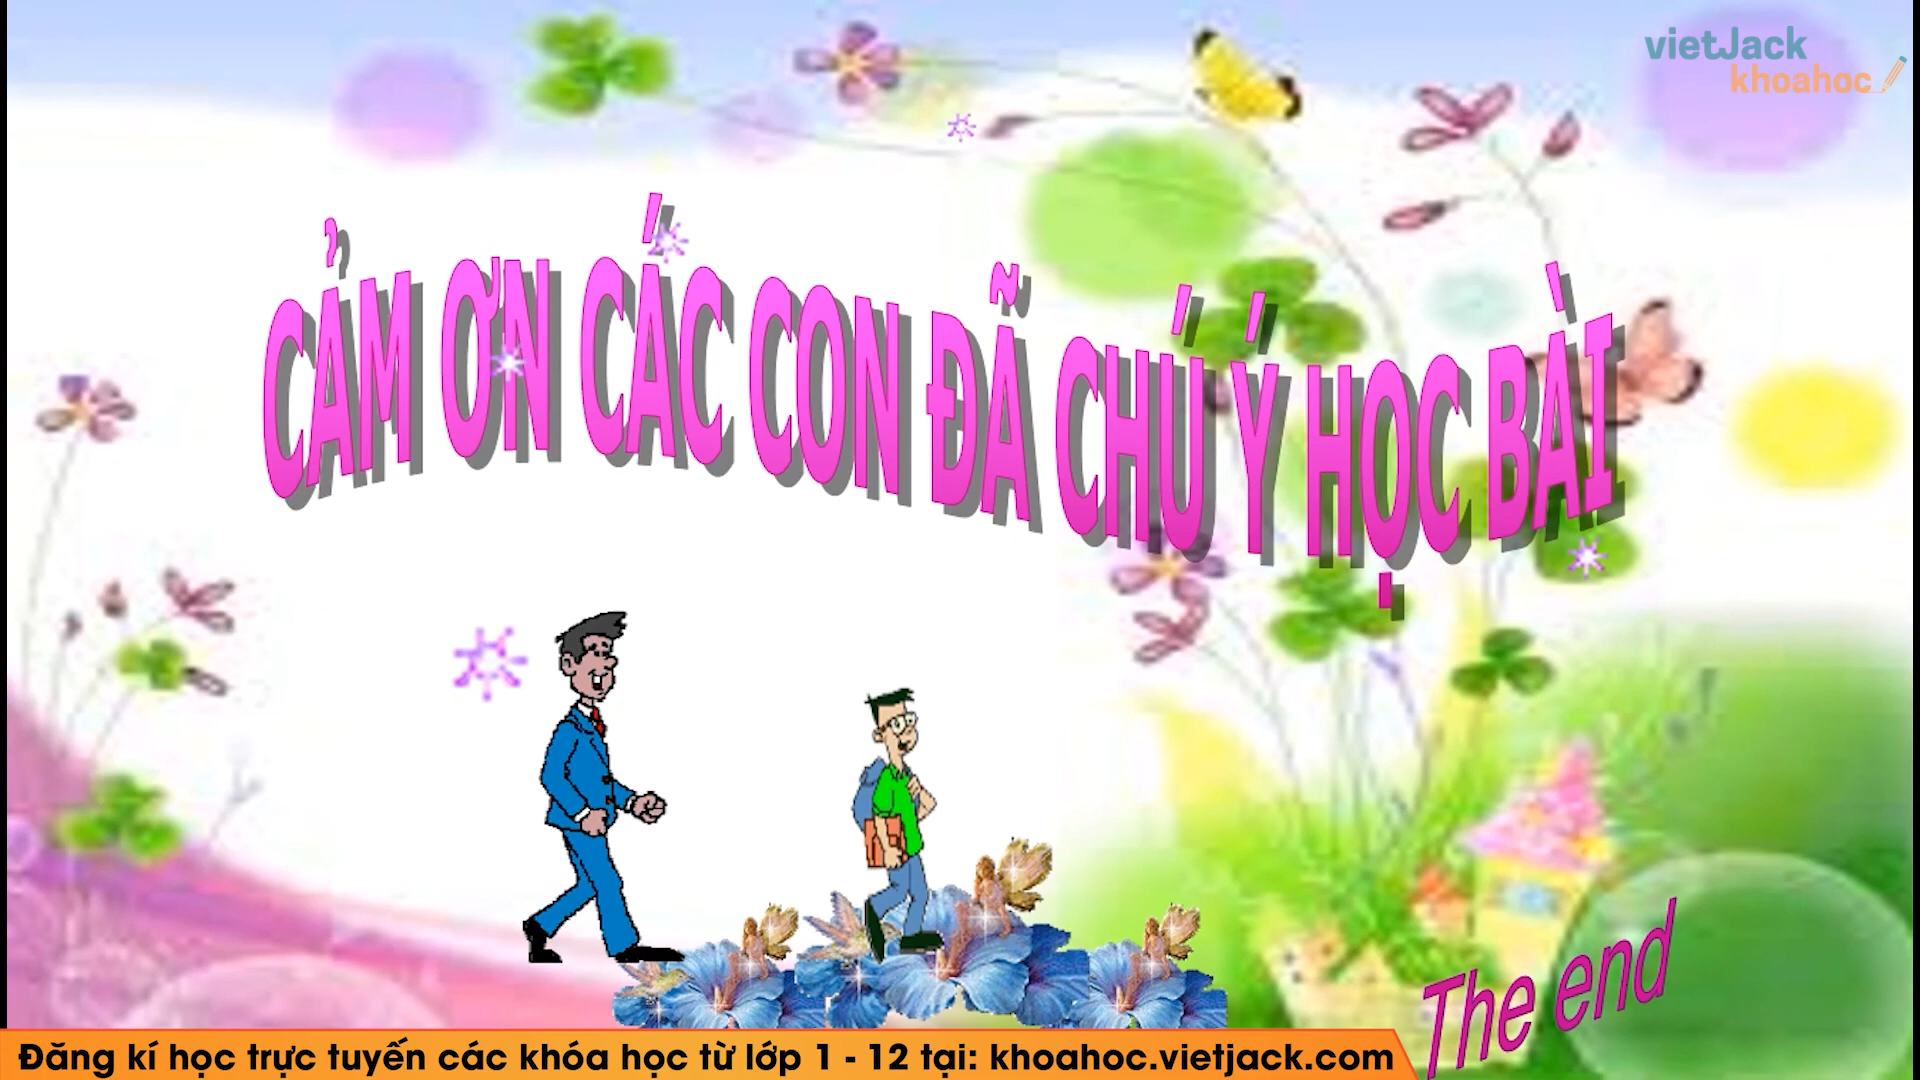 vietJack
khoahoc
CẢM ƠN CÁC CON ĐÃ CHÚ Ý HỌC BÀI
The end
Đăng kí học trực tuyến các khóa học từ lớp 1 - 12 tại: khoahoc.vietjack.com